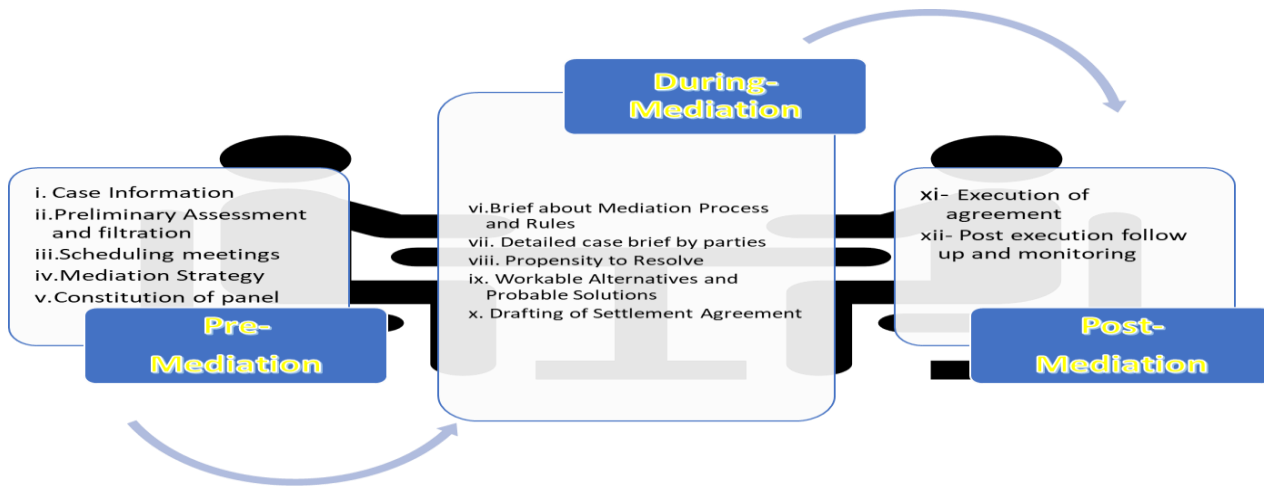 i. Case Information
ii.Preliminary Assessment
and filtration
iii.Scheduling meetings
iv.Mediation Strategy
v.Constitution of panel
Pre-
Mediation
During-
Mediation
vi.Brief about Mediation Process
and Rules
vii. Detailed case brief by parties
viii. Propensity to Resolve
ix. Workable Alternatives and
Probable Solutions
x. Drafting of Settlement Agreement
xi- Execution of
agreement
xii- Post execution follow
up and monitoring
Post-
Mediation